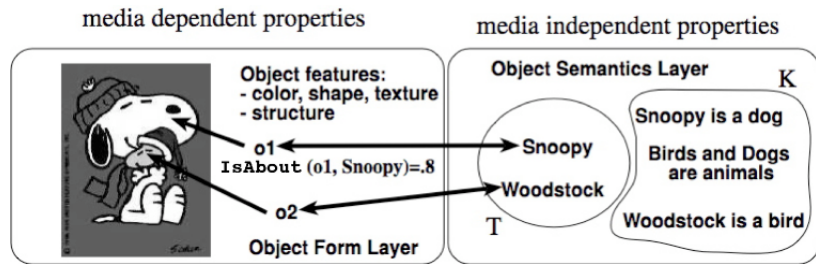 media dependent properties
media independent properties
Object features:
- color, shape, texture
- structure
o1
IsAbout (o1, Snoopy)=.8
o2
Object Form Layer
Object Semantics Layer
K
Snoopy
Woodstock
T
Snoopy is a dog
Birds and Dogs
are animals
Woodstock is a bird